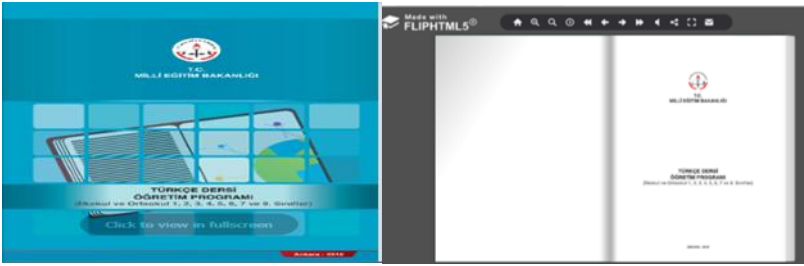 T.C.
MİLLÎ EĞİTİM BAKANLIĞI
TÜRKÇE DERSİ
ÖĞRETİM PROGRAMI
(İlkokul ve Ortaokul 1, 2, 3, 4, 5, 6, 7 ve 8. Sınıflar)
Click to view in fullscreen
Made with
FLIPHTML5®
T.C.
MİLLÎ EĞİTİM BAKANLIĞI
TÜRKÇE DERSİ
ÖĞRETİM PROGRAMI
(İlkokul ve Ortaokul 1, 2, 3, 4, 5, 6, 7 ve 8. Sınıflar)